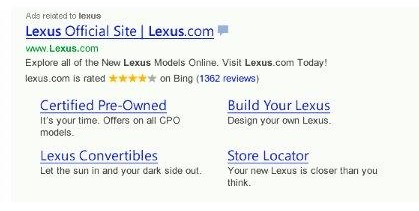 Ads related to lexus
Lexus Official Site | Lexus.com
www.Lexus.com
Explore all of the New Lexus Models Online. Visit Lexus.com Today!
lexus.com is rated ★★★★★ on Bing (1362 reviews)
Certified Pre-Owned
It's your time. Offers on all CPO
models.
Build Your Lexus
Design your own Lexus.
Lexus Convertibles
Let the sun in and your dark side out.
Store Locator
Your new Lexus is closer than you
think.